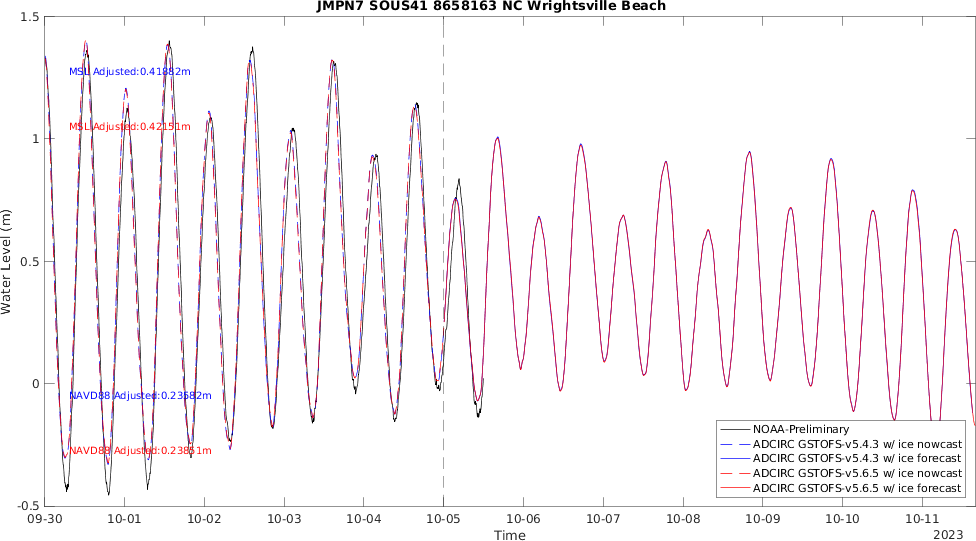 JMPN7 SOUS41 8658163 NC Wrightsville Beach
Water Level (m)
1.5
1
0.5
0
-0.5
MSL Adjusted:0.41882m
MSL Adjusted:0.42151m
NAVD88 Adjusted:0.23582m
NAVD88 Adjusted:0.23851m
NOAA-Preliminary
ADCIRC GSTOFS-v5.4.3 w/ ice nowcast
ADCIRC GSTOFS-v5.4.3 w/ ice forecast
ADCIRC GSTOFS-v5.6.5 w/ ice nowcast
ADCIRC GSTOFS-v5.6.5 w/ ice forecast
09-30 10-01 10-02 10-03 10-04 10-05 10-06 10-07 10-08 10-09 10-10 10-11
Time
2023